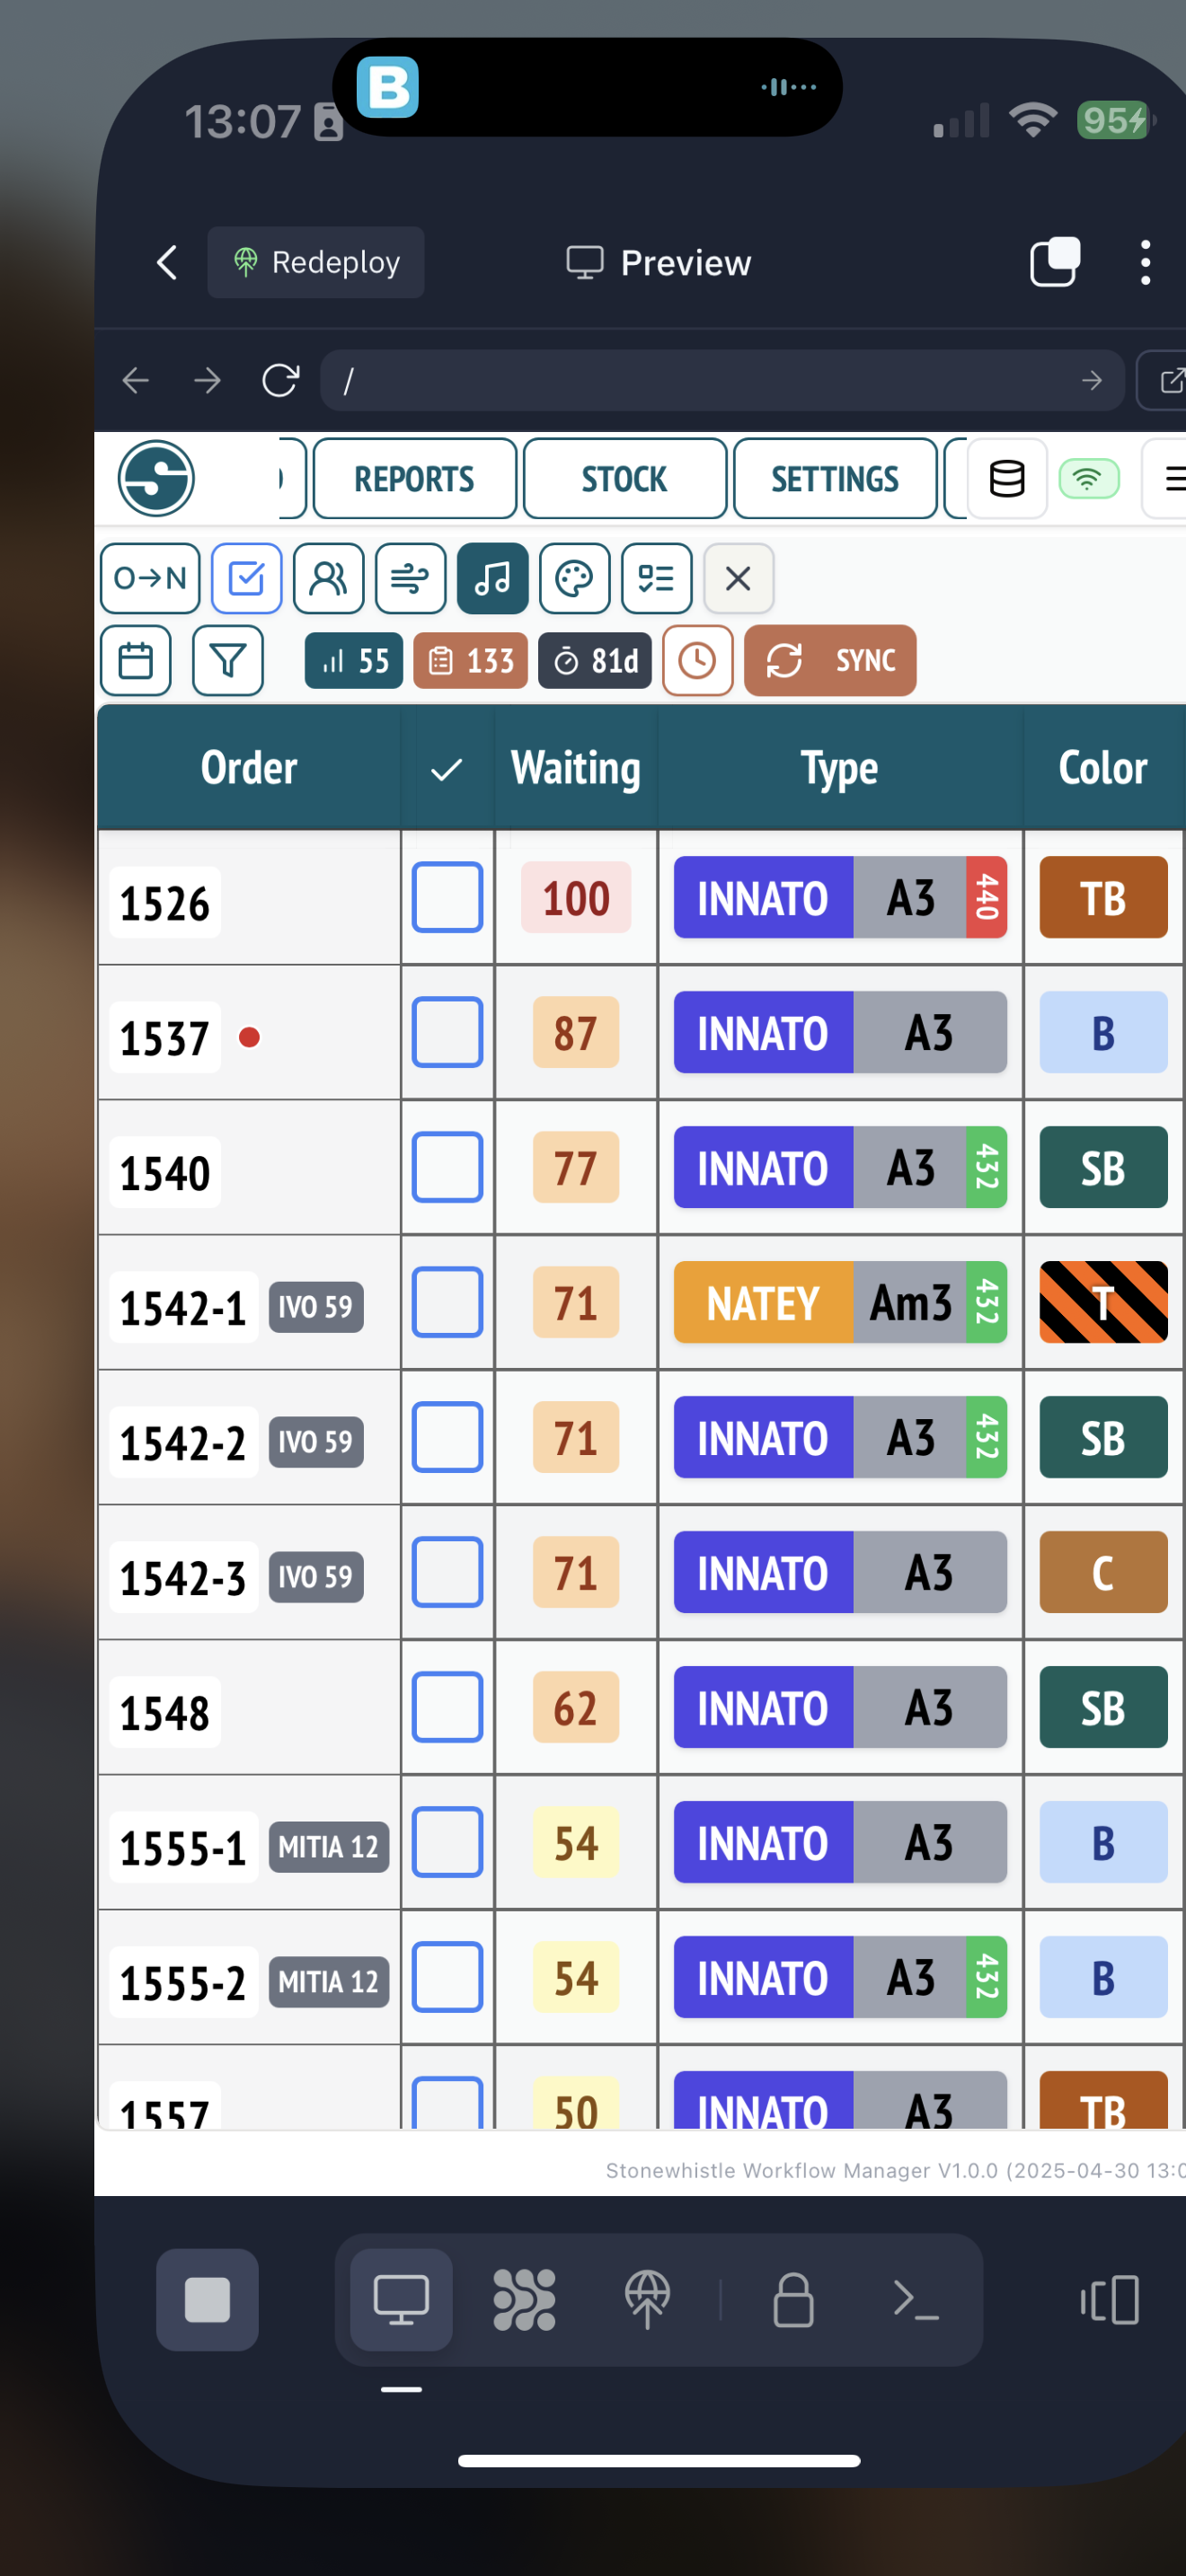 13:07
B
95
Redeploy
Preview
/
REPORTS
STOCK
SETTINGS
O→N
55
133
81d
SYNC
Order
Waiting
Type
Color
1526
100
INNATO
A3
440
TB
1537
87
INNATO
A3
B
1540
77
INNATO
A3
432
SB
1542-1
IVO 59
71
NATEY
Am3
432
T
1542-2
IVO 59
71
INNATO
A3
432
SB
1542-3
IVO 59
71
INNATO
A3
C
1548
62
INNATO
A3
SB
1555-1
MITIA 12
54
INNATO
A3
B
1555-2
MITIA 12
54
INNATO
A3
432
B
1557
50
INNATO
A3
TB
Stonewhistle Workflow Manager V1.0.0 (2025-04-30 13:0